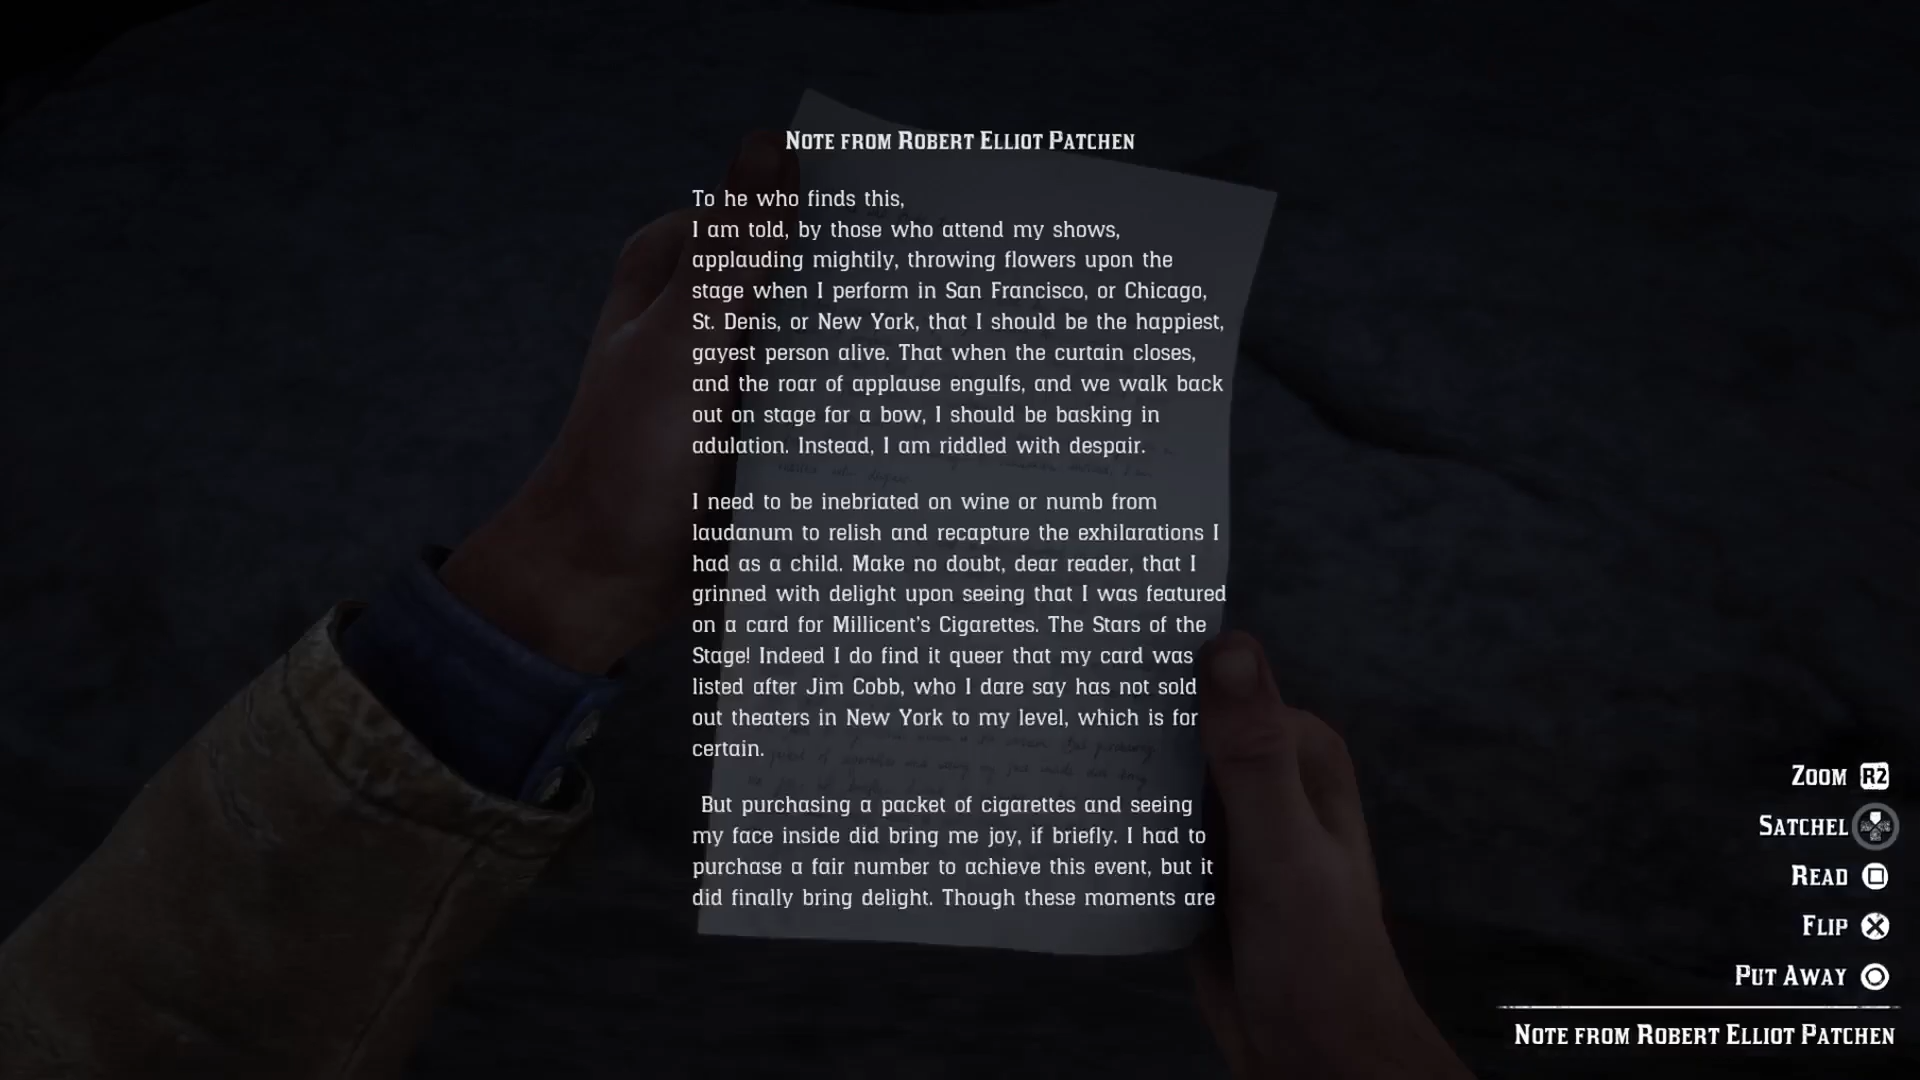 Note from Robert Elliot Patchen
To he who finds this,
I am told, by those who attend my shows,
applauding mightily, throwing flowers upon the
stage when I perform in San Francisco, or Chicago,
St. Denis, or New York, that I should be the happiest,
gayest person alive. That when the curtain closes,
and the roar of applause engulfs, and we walk back
out on stage for a bow, I should be basking in
adulation. Instead, I am riddled with despair.
I need to be inebriated on wine or numb from
laudanum to relish and recapture the exhilarations I
had as a child. Make no doubt, dear reader, that I
grinned with delight upon seeing that I was featured
on a card for Millicent's Cigarettes. The Stars of the
Stage! Indeed I do find it queer that my card was
listed after Jim Cobb, who I dare say has not sold
out theaters in New York to my level, which is for
certain.
But purchasing a packet of cigarettes and seeing
my face inside did bring me joy, if briefly. I had to
purchase a fair number to achieve this event, but it
did finally bring delight. Though these moments are
Zoom R2
Satchel
Read
Flip
Put Away
Note from Robert Elliot Patchen